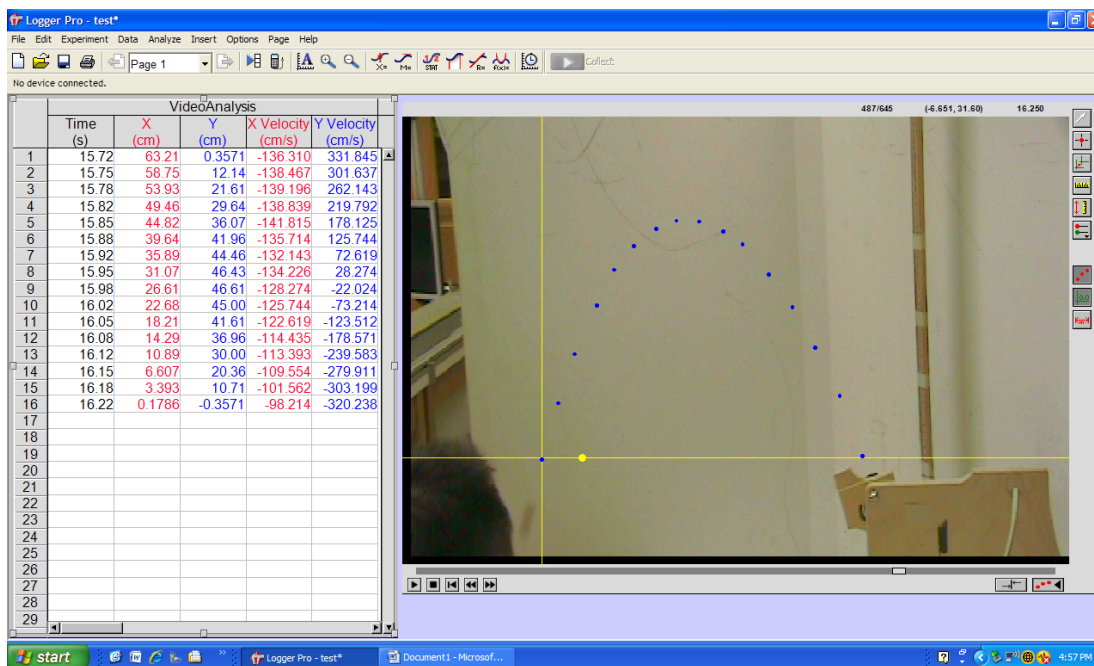 Logger Pro - test*
File Edit Experiment Data Analyze Insert Options Page Help
Page 1 Collect
No device connected.
VideoAnalysis
Time X Y X Velocity Y Velocity
(s) (cm) (cm) (cm/s) (cm/s)
1 15.72 63.21 0.3571 -136.310 331.845
2 15.75 58.75 12.14 -138.467 301.637
3 15.78 53.93 21.61 -139.196 262.143
4 15.82 49.46 29.64 -138.839 219.792
5 15.85 44.82 36.07 -141.815 178.125
6 15.88 39.64 41.96 -135.714 125.744
7 15.92 35.89 44.46 -132.143 72.619
8 15.95 31.07 46.43 -134.226 28.274
9 15.98 26.61 46.61 -128.274 -22.024
10 16.02 22.68 45.00 -125.744 -73.214
11 16.05 18.21 41.61 -122.619 -123.512
12 16.08 14.29 36.96 -114.435 -178.571
13 16.12 10.89 30.00 -113.393 -239.583
14 16.15 6.607 20.36 -109.554 -279.911
15 16.18 3.393 10.71 -101.562 -303.199
16 16.22 0.1786 -0.3571 -98.214 -320.238
17
18
19
20
21
22
23
24
25
26
27
28
29
487/645 (-6.651, 31.60) 16.250
start Logger Pro - test* Document1 - Microsof... 4:57 PM